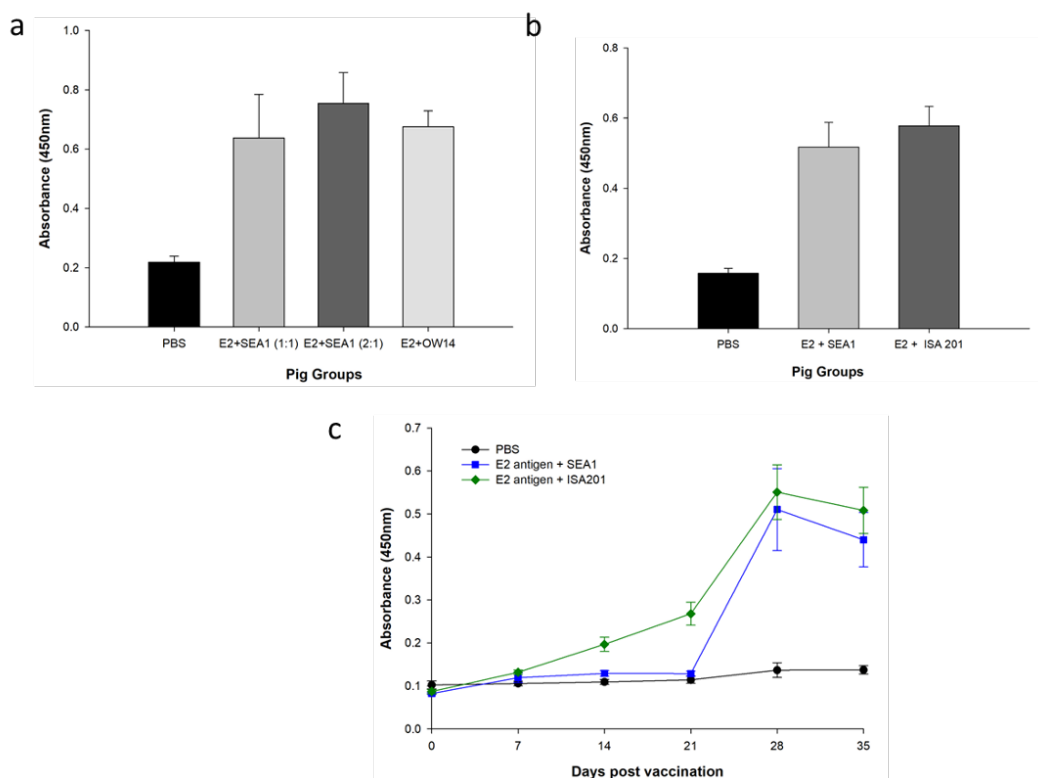 a
1.0
0.8
0.6
0.4
0.2
0.0
Absorbance (450nm)
PBS
E2+SEA1 (1:1)
E2+SEA1 (2:1)
E2+OW14
Pig Groups
b
0.8
0.6
0.4
0.2
0.0
Absorbance (450nm)
PBS
E2 + SEA1
E2 + ISA 201
Pig Groups
c
0.7
0.6
0.5
0.4
0.3
0.2
0.1
0.0
Absorbance (450nm)
PBS
E2 antigen + SEA1
E2 antigen + ISA201
0
7
14
21
28
35
Days post vaccination